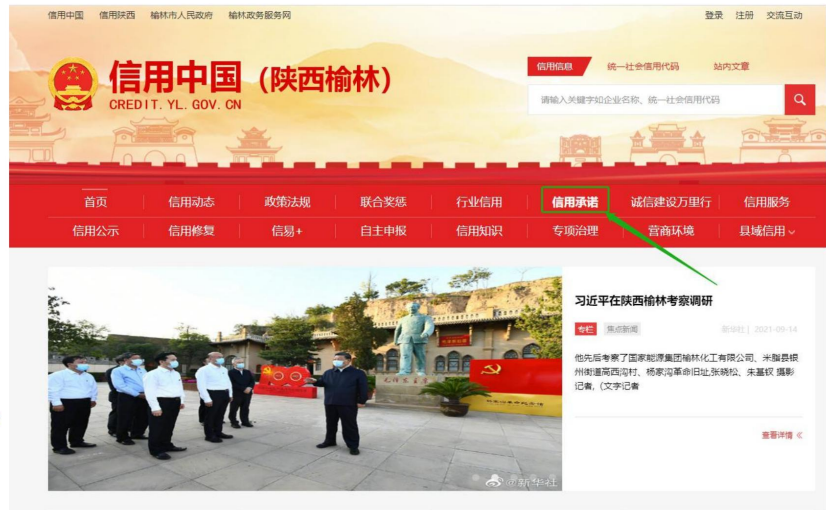 信用中国 信用陕西 榆林市人民政府 榆林政务服务网 登录 注册 交流互动
信用中国（陕西榆林）
CREDIT. YL. GOV. CN
信用信息 统一社会信用代码 站内文章
请输入关键字如企业名称、统一社会信用代码
首页 信用动态 政策法规 联合奖惩 行业信用 信用承诺 诚信建设万里行 信用服务
信用公示 信用修复 信易+ 自主申报 信用知识 专项治理 营商环境 县域信用
习近平在陕西榆林考察调研
专栏 焦点新闻 新华社 | 2021-09-14
他先后考察了国家能源集团榆林化工有限公司、米脂县银
州街道高西沟村、杨家沟革命旧址,张晓松、朱基钗 摄影
记者，(文字记者
查看详情 《
@新华社